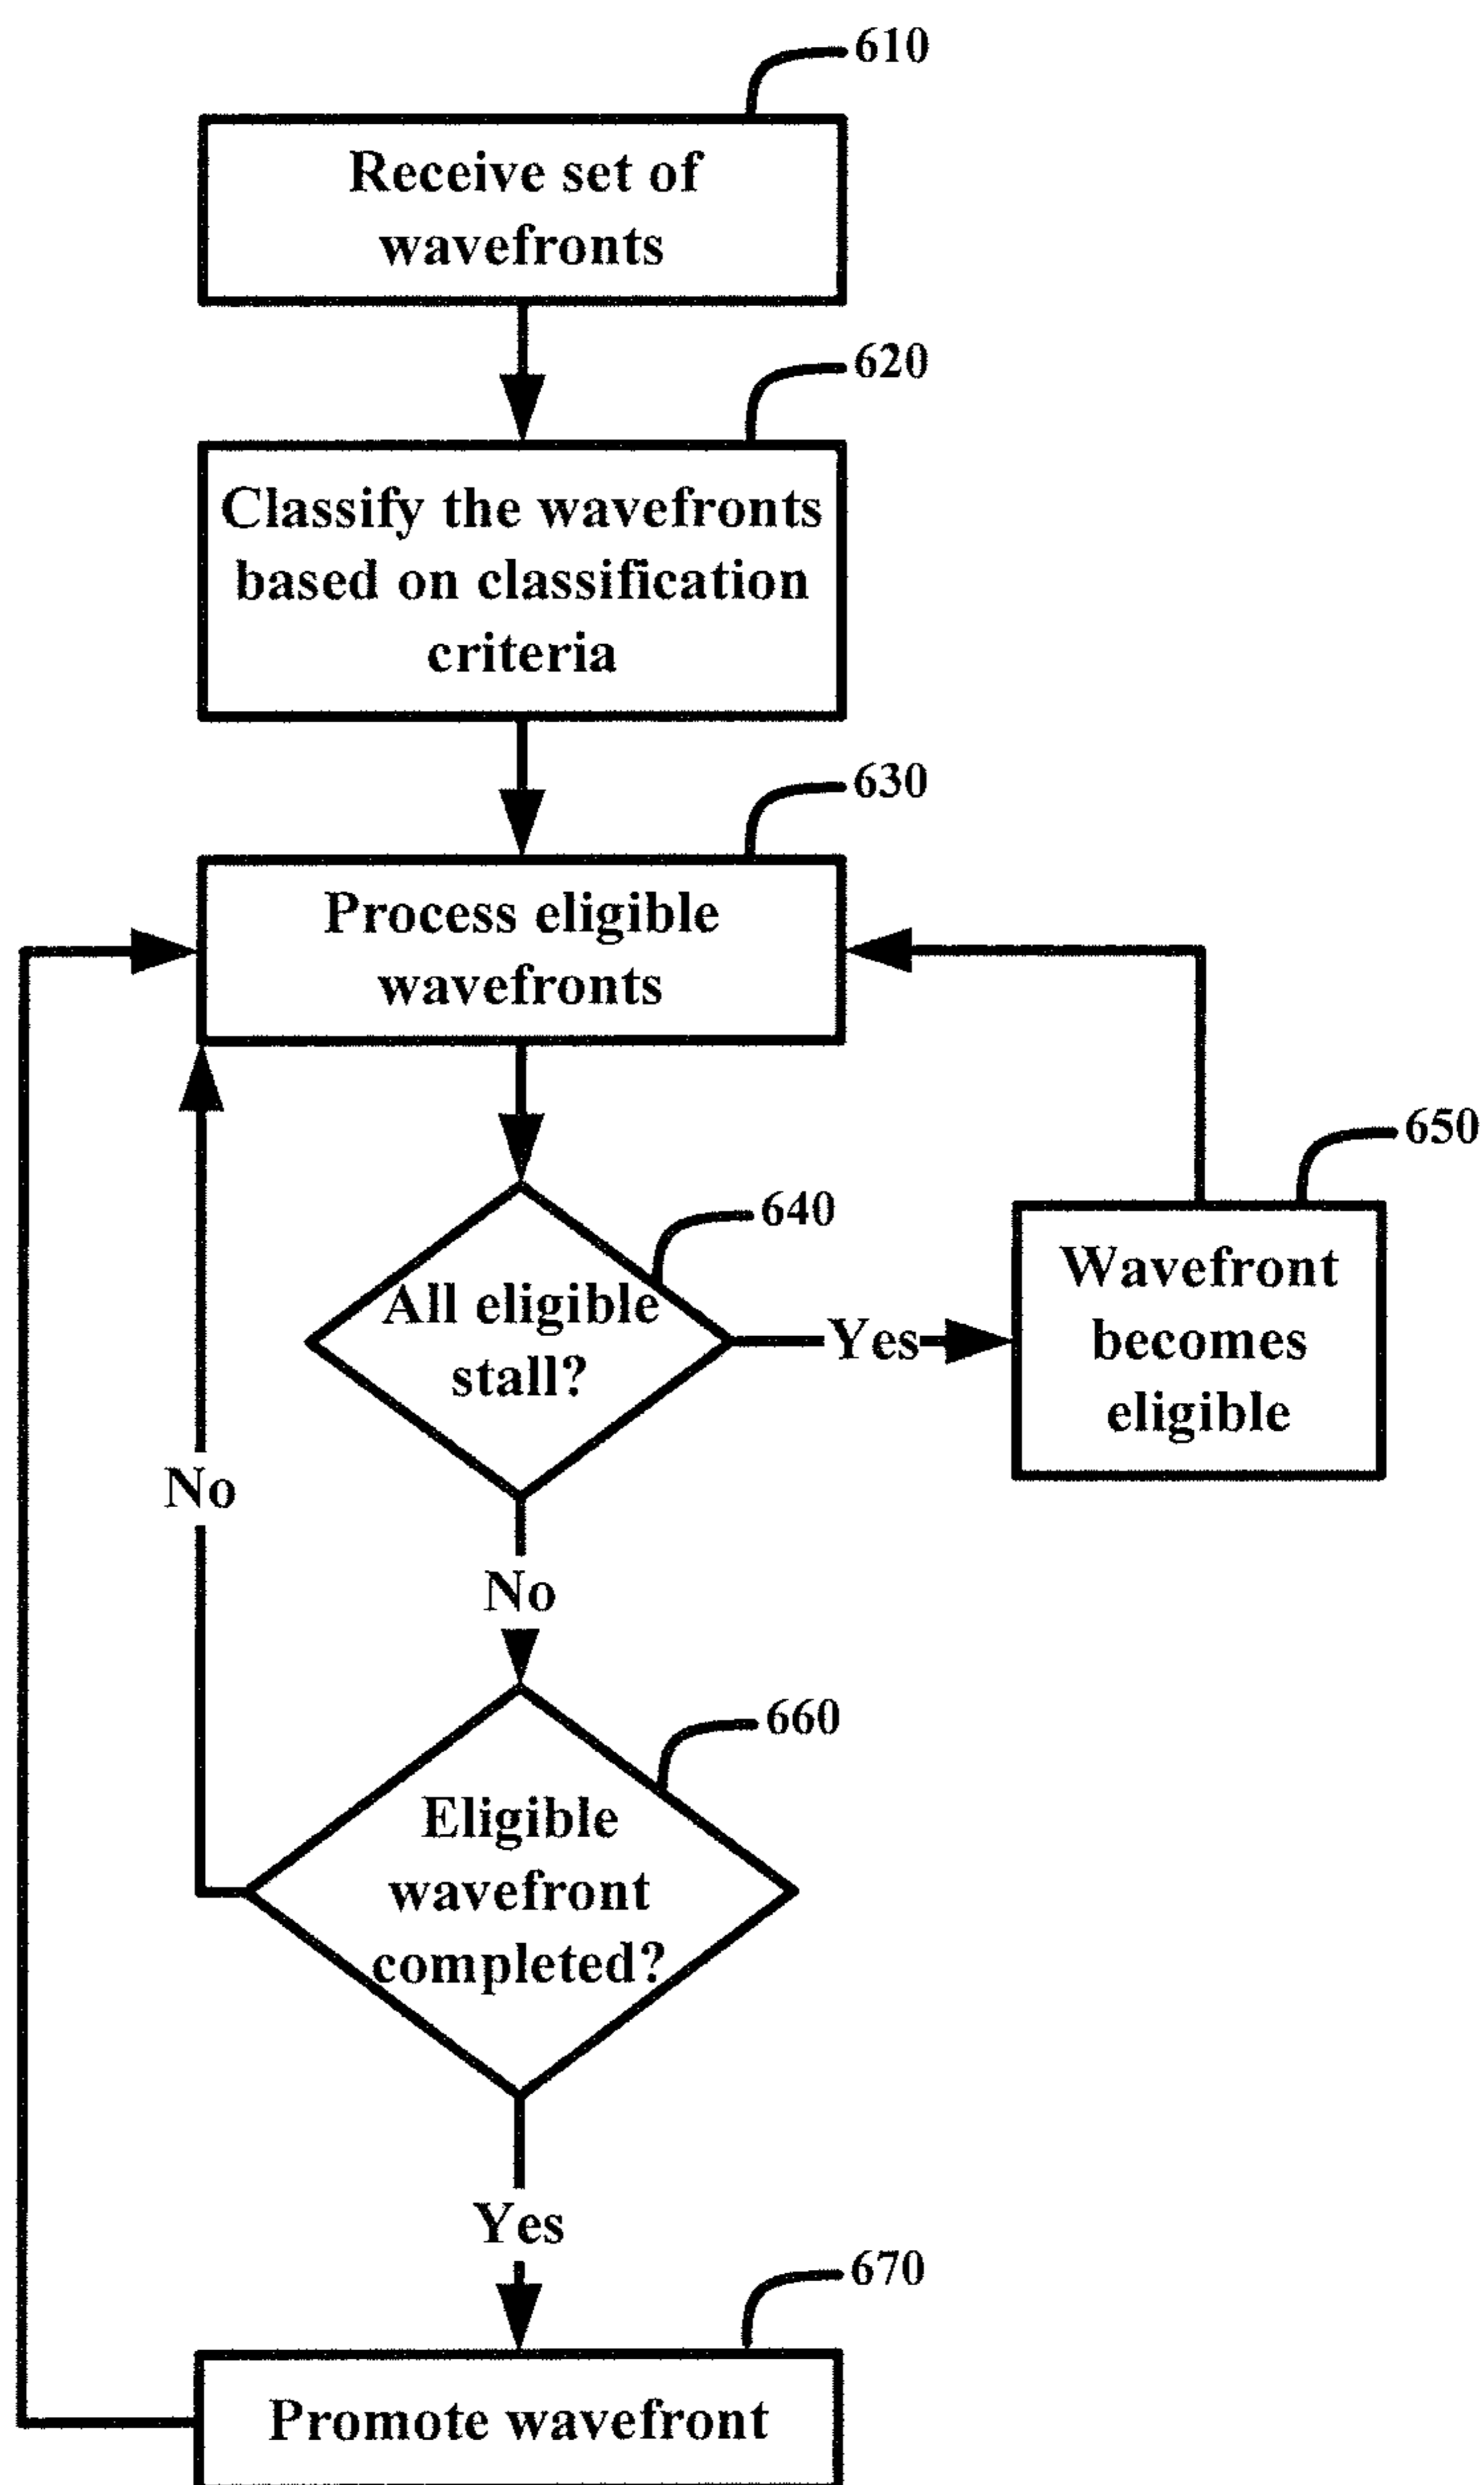 610
Receive set of
wavefronts
620
Classify the wavefronts
based on classification
criteria
630
Process eligible
wavefronts
640
All eligible
stall?
Yes
650
Wavefront
becomes
eligible
No
No
660
Eligible
wavefront
completed?
Yes
670
Promote wavefront